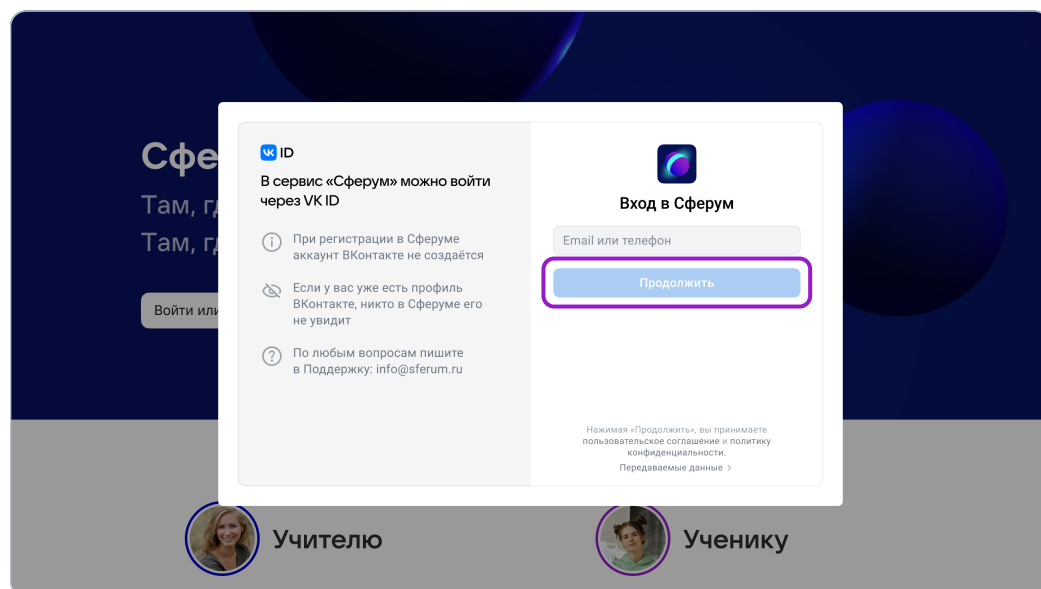 Сфе
Там, г
Там, г
Войти или
VK ID
В сервис «Сферум» можно войти
через VK ID
При регистрации в Сферуме
аккаунт ВКонтакте не создаётся
Если у вас уже есть профиль
ВКонтакте, никто в Сферуме его
не увидит
По любым вопросам пишите
в Поддержку: info@sferum.ru
Вход в Сферум
Email или телефон
Продолжить
Нажимая «Продолжить», вы принимаете
пользовательское соглашение и политику
конфиденциальности.
Передаваемые данные >
Учителю
Ученику